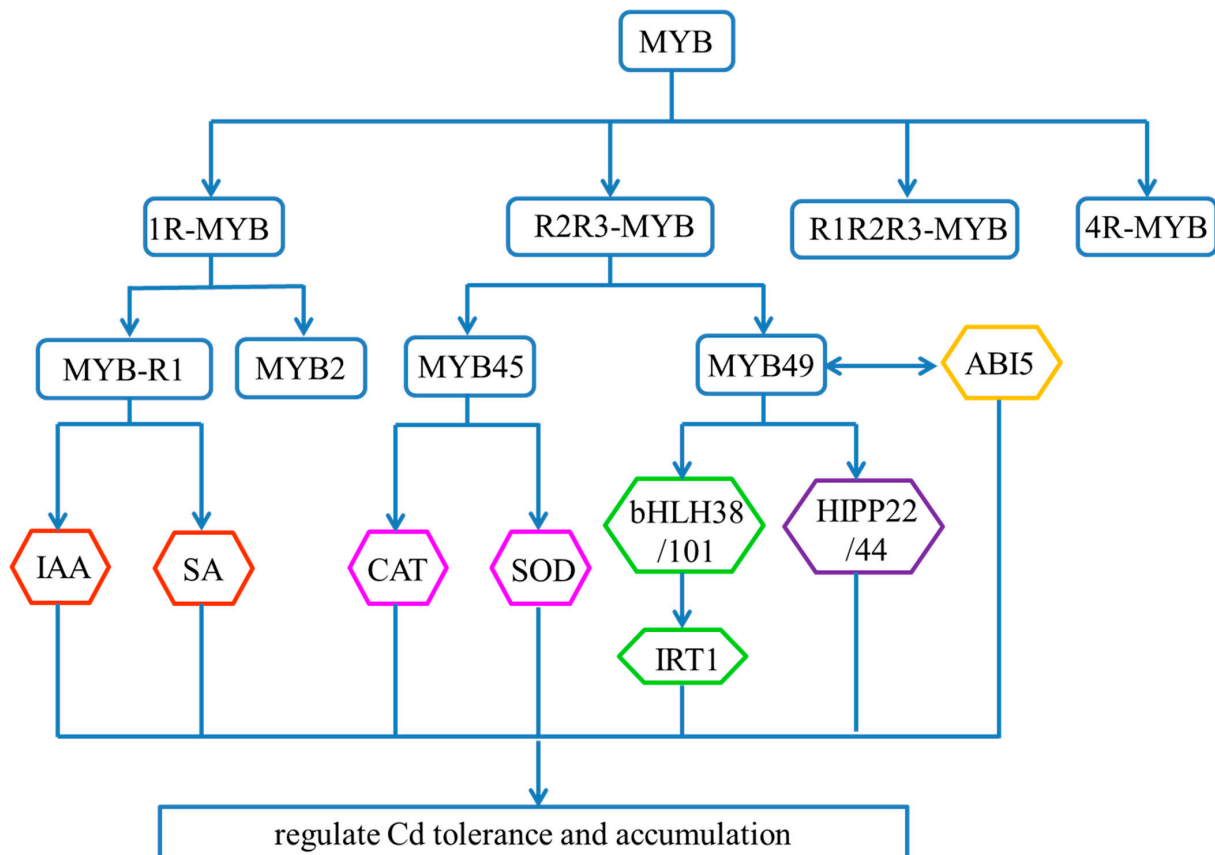 MYB
1R-MYB
R2R3-MYB
R1R2R3-MYB
4R-MYB
MYB-R1
MYB2
MYB45
MYB49
ABI5
IAA
SA
CAT
SOD
bHLH38
/101
HIPP22
/44
IRT1
regulate Cd tolerance and accumulation